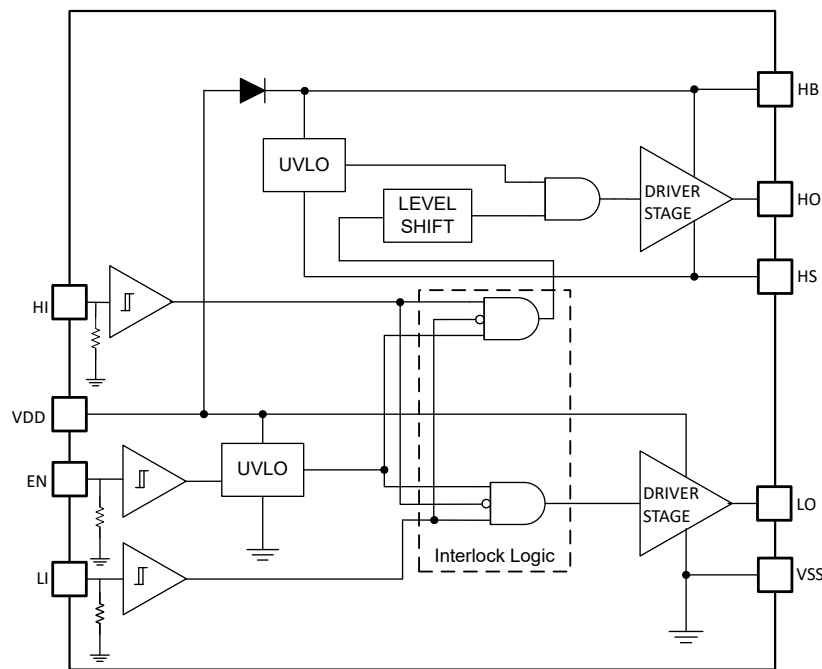 HB
UVLO
DRIVER
STAGE
HO
LEVEL
SHIFT
HS
HI
VDD
EN
UVLO
DRIVER
STAGE
LO
Interlock Logic
LI
VSS